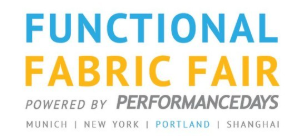 FUNCTIONAL
FABRIC FAIR
POWERED BY PERFORMANCEDAYS
MUNICH | NEW YORK | PORTLAND | SHANGHAI